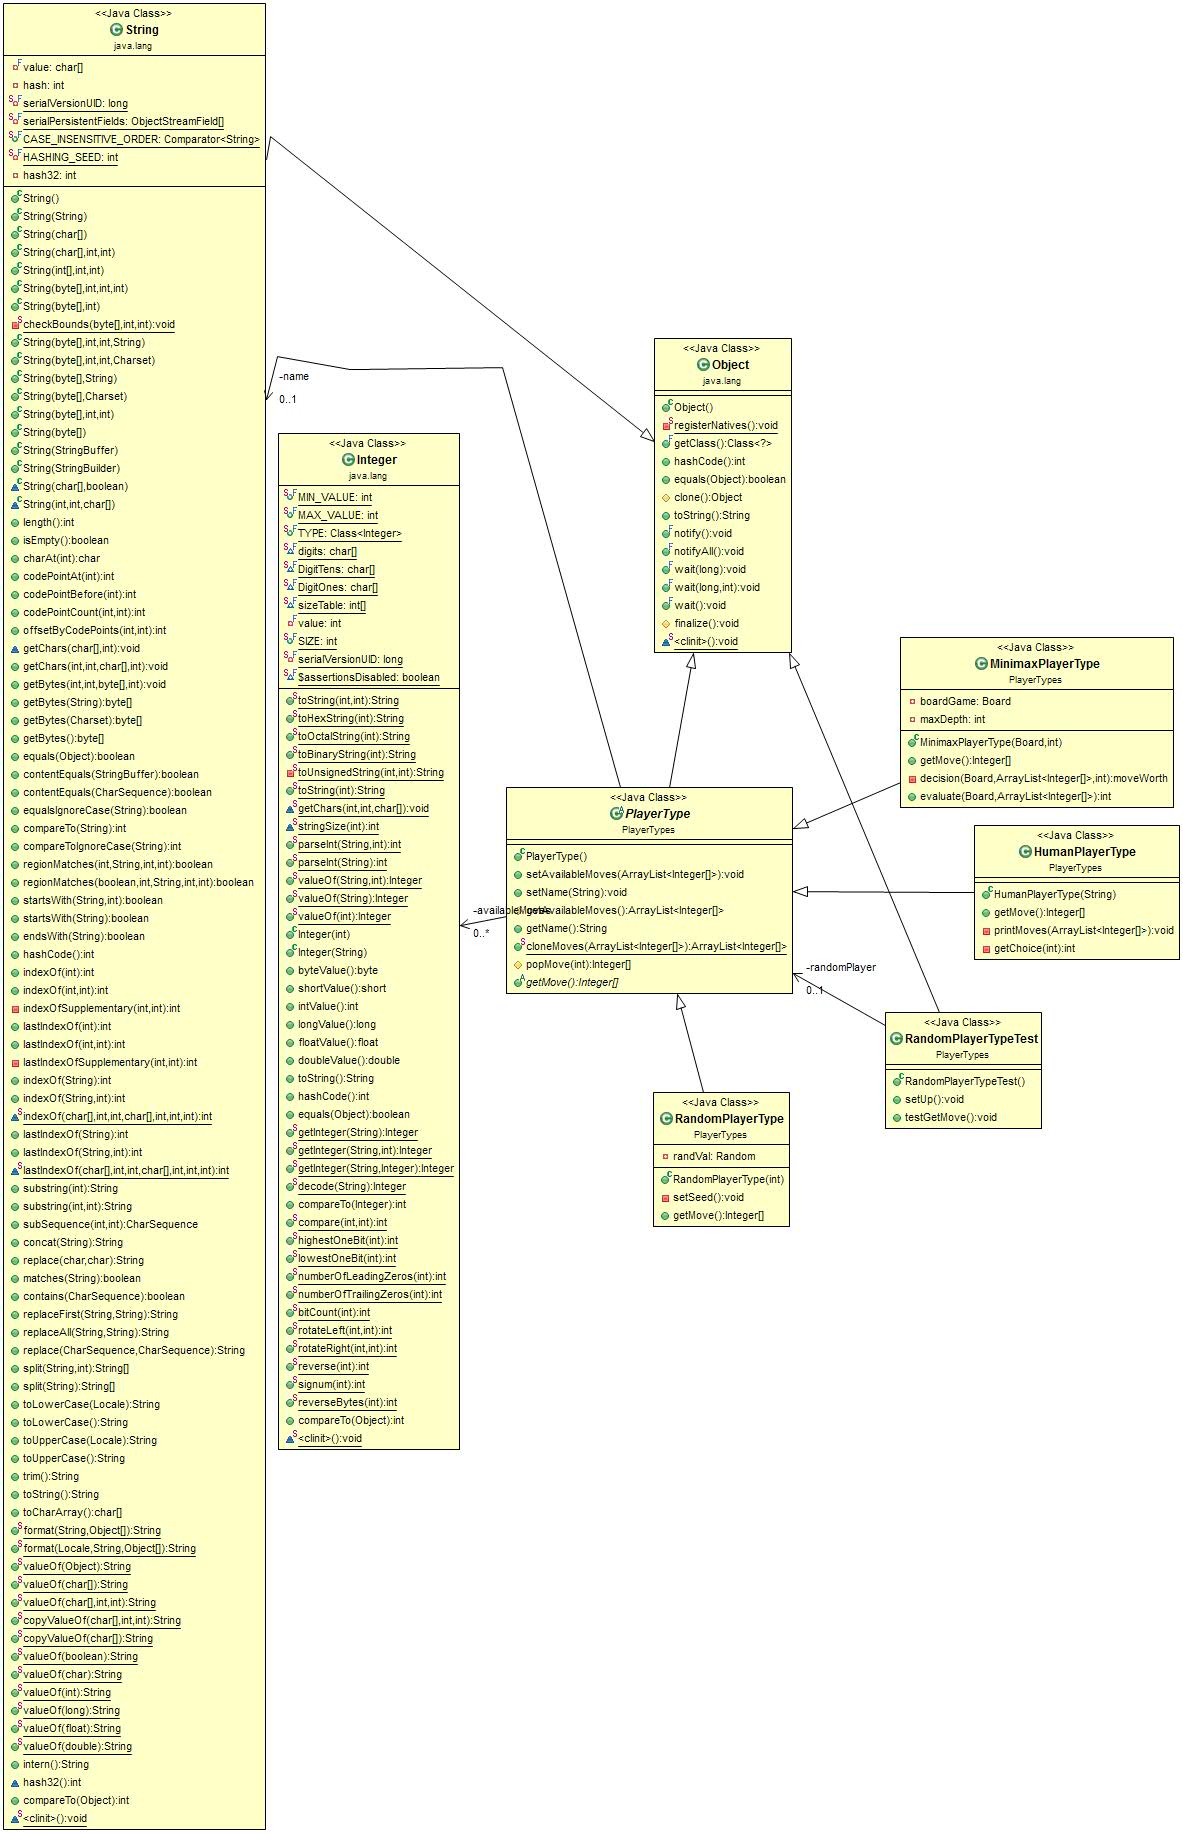 <<Java Class>>
String
java.lang
value: char[]
hash: int
serialVersionUID: long
serialPersistentFields: ObjectStreamField[]
CASE_INSENSITIVE_ORDER: Comparator<String>
HASHING_SEED: int
hash32: int
String()
String(String)
String(char[])
String(char[],int,int)
String(int[],int,int)
String(byte[],int,int,int)
String(byte[],int)
checkBounds(byte[],int,int):void
String(byte[],int,int,String)
String(byte[],int,int,Charset)
String(byte[],String)
String(byte[],Charset)
String(byte[],int,int)
String(byte[])
String(StringBuffer)
String(StringBuilder)
String(char[],boolean)
String(int,int,char[])
length():int
isEmpty():boolean
charAt(int):char
codePointAt(int):int
codePointBefore(int):int
codePointCount(int,int):int
offsetByCodePoints(int,int):int
getChars(char[],int):void
getChars(int,int,char[],int):void
getBytes(int,int,byte[],int):void
getBytes(String):byte[]
getBytes(Charset):byte[]
getBytes():byte[]
equals(Object):boolean
contentEquals(StringBuffer):boolean
contentEquals(CharSequence):boolean
equalsIgnoreCase(String):boolean
compareTo(String):int
compareToIgnoreCase(String):int
regionMatches(int,String,int,int):boolean
regionMatches(boolean,int,String,int,int):boolean
startsWith(String,int):boolean
startsWith(String):boolean
endsWith(String):boolean
hashCode():int
indexOf(int):int
indexOf(int,int):int
indexOfSupplementary(int,int):int
lastIndexOf(int):int
lastIndexOf(int,int):int
lastIndexOfSupplementary(int,int):int
indexOf(String):int
indexOf(String,int):int
indexOf(char[],int,int,char[],int,int,int):int
lastIndexOf(String):int
lastIndexOf(String,int):int
lastIndexOf(char[],int,int,char[],int,int,int):int
substring(int):String
substring(int,int):String
subSequence(int,int):CharSequence
concat(String):String
replace(char,char):String
matches(String):boolean
contains(CharSequence):boolean
replaceFirst(String,String):String
replaceAll(String,String):String
replace(CharSequence,CharSequence):String
split(String,int):String[]
split(String):String[]
toLowerCase(Locale):String
toLowerCase():String
toUpperCase(Locale):String
toUpperCase():String
trim():String
toString():String
toCharArray():char[]
format(String,Object[]):String
format(Locale,String,Object[]):String
valueOf(Object):String
valueOf(char[]):String
valueOf(char[],int,int):String
copyValueOf(char[],int,int):String
copyValueOf(char[]):String
valueOf(boolean):String
valueOf(char):String
valueOf(int):String
valueOf(long):String
valueOf(float):String
valueOf(double):String
intern():String
hash32():int
compareTo(Object):int
<clinit>():void
-name
0..1
<<Java Class>>
Integer
java.lang
MIN_VALUE: int
MAX_VALUE: int
TYPE: Class<Integer>
digits: char[]
DigitTens: char[]
DigitOnes: char[]
sizeTable: int[]
value: int
SIZE: int
serialVersionUID: long
$assertionsDisabled: boolean
toString(int,int):String
toHexString(int):String
toOctalString(int):String
toBinaryString(int):String
toUnsignedString(int,int):String
toString(int):String
getChars(int,int,char[]):void
stringSize(int):int
parseInt(String,int):int
parseInt(String):int
valueOf(String,int):Integer
valueOf(String):Integer
valueOf(int):Integer
Integer(int)
Integer(String)
byteValue():byte
shortValue():short
intValue():int
longValue():long
floatValue():float
doubleValue():double
toString():String
hashCode():int
equals(Object):boolean
getInteger(String):Integer
getInteger(String,int):Integer
getInteger(String,Integer):Integer
decode(String):Integer
compareTo(Integer):int
compare(int,int):int
highestOneBit(int):int
lowestOneBit(int):int
numberOfLeadingZeros(int):int
numberOfTrailingZeros(int):int
bitCount(int):int
rotateLeft(int,int):int
rotateRight(int,int):int
reverse(int):int
signum(int):int
reverseBytes(int):int
compareTo(Object):int
<clinit>():void
<<Java Class>>
Object
java.lang
Object()
registerNatives():void
getClass():Class<?>
hashCode():int
equals(Object):boolean
clone():Object
toString():String
notify():void
notifyAll():void
wait(long):void
wait(long,int):void
wait():void
finalize():void
<clinit>():void
<<Java Class>>
PlayerType
PlayerTypes
PlayerType()
setAvailableMoves(ArrayList<Integer[]>):void
setName(String):void
getAvailableMoves():ArrayList<Integer[]>
getName():String
cloneMoves(ArrayList<Integer[]>):ArrayList<Integer[]>
popMove(int):Integer[]
getMove():Integer[]
-availableMoves
0..*
<<Java Class>>
MinimaxPlayerType
PlayerTypes
boardGame: Board
maxDepth: int
MinimaxPlayerType(Board,int)
getMove():Integer[]
decision(Board,ArrayList<Integer[]>,int):moveWorth
evaluate(Board,ArrayList<Integer[]>):int
<<Java Class>>
HumanPlayerType
PlayerTypes
HumanPlayerType(String)
getMove():Integer[]
printMoves(ArrayList<Integer[]>):void
getChoice(int):int
-randomPlayer
0..1
<<Java Class>>
RandomPlayerTypeTest
PlayerTypes
RandomPlayerTypeTest()
setUp():void
testGetMove():void
<<Java Class>>
RandomPlayerType
PlayerTypes
randVal: Random
RandomPlayerType(int)
setSeed():void
getMove():Integer[]